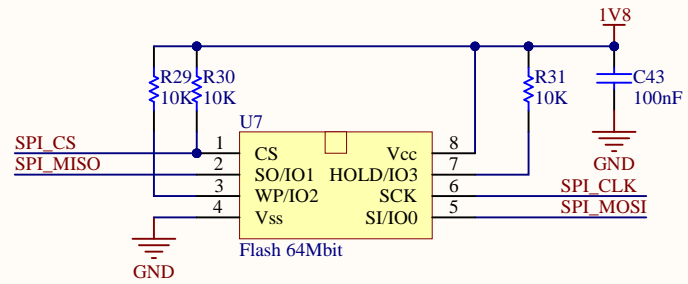 1V8
R29
10K
R30
10K
R31
10K
C43
100nF
GND
U7
SPI_CS
1
CS
Vcc
8
SPI_MISO
2
SO/IO1
HOLD/IO3
7
3
WP/IO2
SCK
6
SPI_CLK
4
Vss
SI/IO0
5
SPI_MOSI
GND
Flash 64Mbit